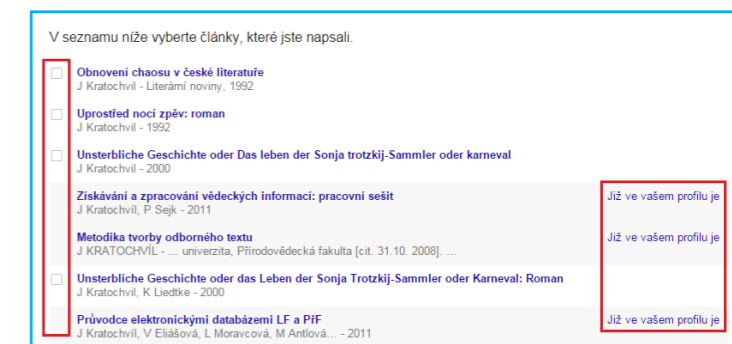 V seznamu níže vyberte články, které jste napsali.
Obnovení chaosu v české literatuře
J Kratochvil - Literární noviny, 1992
Uprostřed nocí zpěv: roman
J Kratochvil - 1992
Unsterbliche Geschichte oder Das leben der Sonja trotzkij-Sammler oder karneval
J Kratochvil - 2000
Získávání a zpracování vědeckých informací: pracovní sešit Již ve vašem profilu je
J Kratochvíl, P Sejk - 2011
Metodika tvorby odborného textu Již ve vašem profilu je
J KRATOCHVÍL - ... univerzita, Přírodovědecká fakulta [cit. 31.10. 2008]. ...
Unsterbliche Geschichte oder das Leben der Sonja Trotzkij-Sammler oder Karneval: Roman
J Kratochvil, K Liedtke - 2000
Průvodce elektronickými databázemi LF a PřF Již ve vašem profilu je
J Kratochvíl, V Eliášová, L Moravcová, M Antlová... - 2011